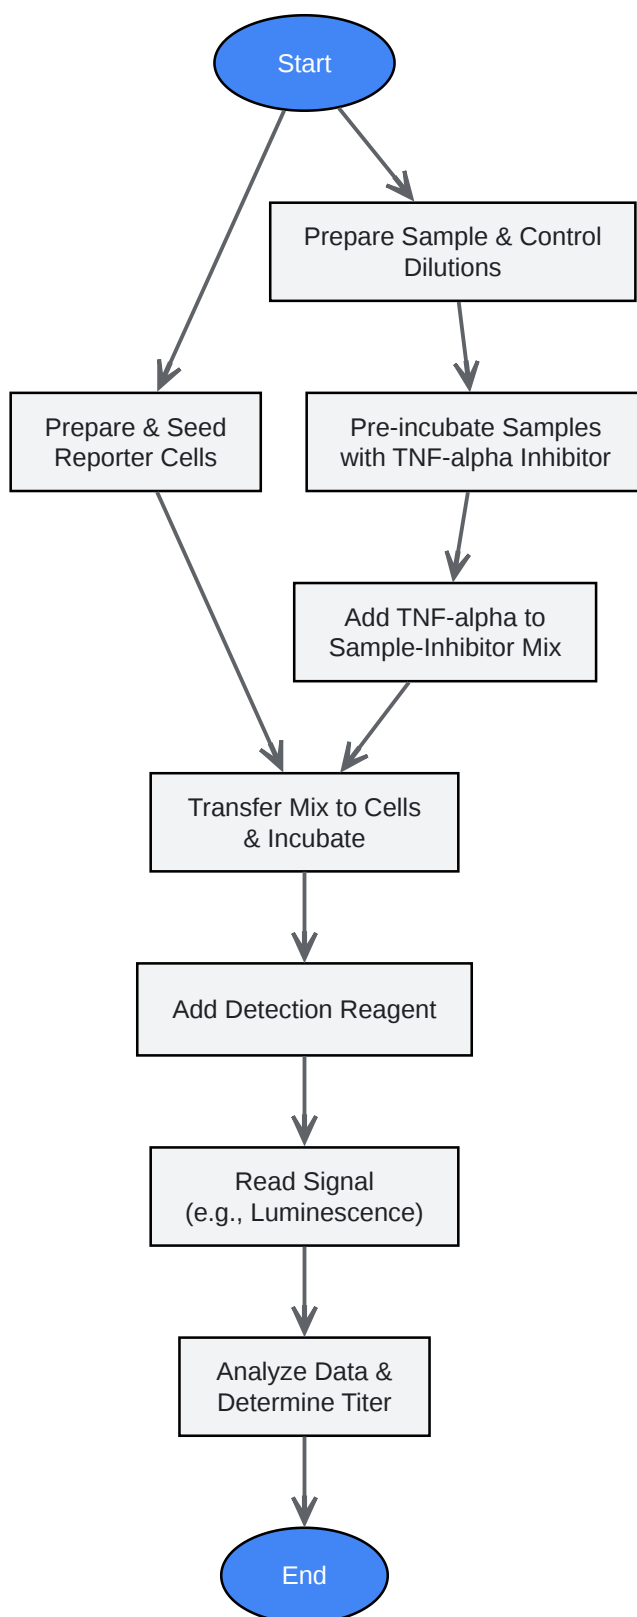 Start
Prepare Sample & Control
Dilutions
Prepare & Seed
Reporter Cells
Pre-incubate Samples
with TNF-alpha Inhibitor
Add TNF-alpha to
Sample-Inhibitor Mix
Transfer Mix to Cells
& Incubate
Add Detection Reagent
Read Signal
(e.g., Luminescence)
Analyze Data &
Determine Titer
End